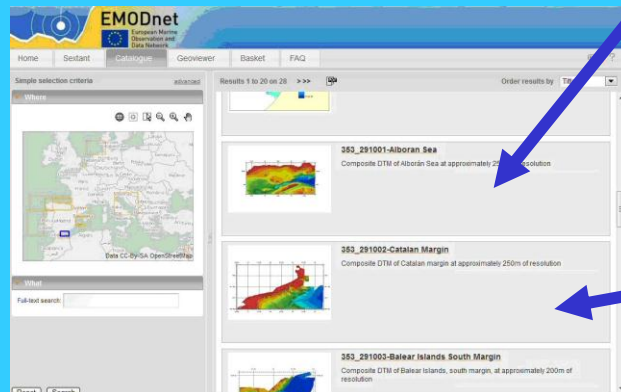 EMODnet
European Marine
Observation and
Data Network
Home Sextant Catalogue Geoviewer Basket FAQ ?
Simple selection criteria advanced
Results 1 to 20 on 28 >>>
Order results by
Where
Data CC-By-SA OpenStreetMap
What
Full-text search:
Reset Search
353_291001-Alboran Sea
Composite DTM of Alborán Sea at approximately resolution
353_291002-Catalan Margin
Composite DTM of Catalan margin at approximately 250m of resolution
353_291003-Balear Islands South Margin
Composite DTM of Balear Islands, south margin, at approximately 200m of
resolution